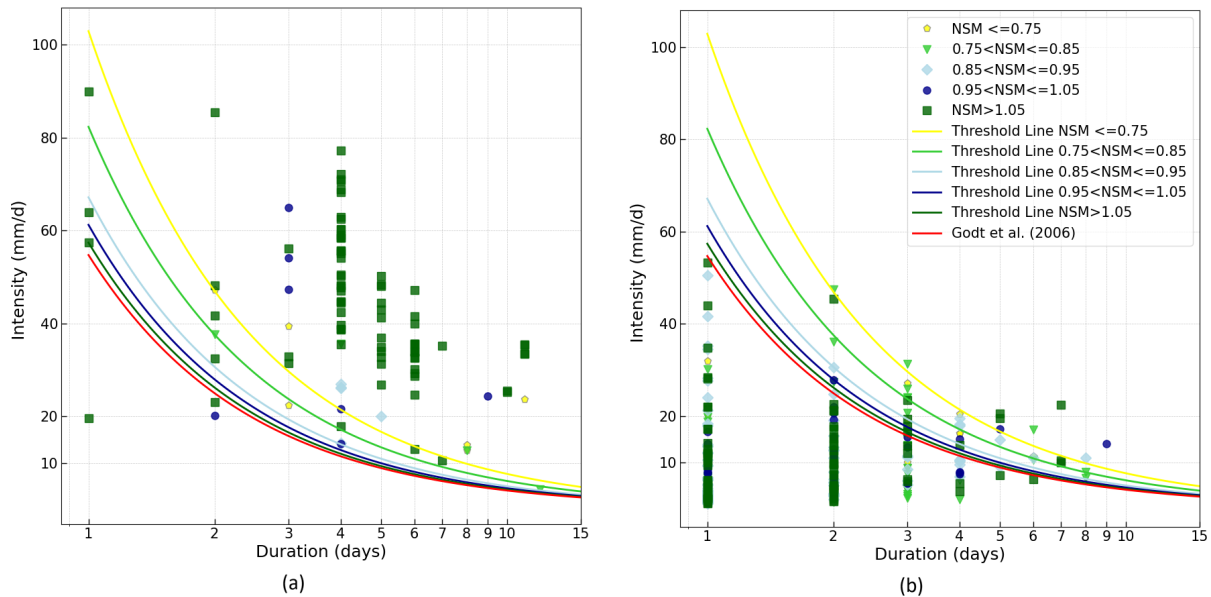 100
80
60
40
20
10
Intensity (mm/d)
1 2 3 4 5 6 7 8 9 10 15
Duration (days)
(a)
100
80
60
40
20
10
Intensity (mm/d)
NSM <=0.75
0.75<NSM<=0.85
0.85<NSM<=0.95
0.95<NSM<=1.05
NSM>1.05
Threshold Line NSM <=0.75
Threshold Line 0.75<NSM<=0.85
Threshold Line 0.85<NSM<=0.95
Threshold Line 0.95<NSM<=1.05
Threshold Line NSM>1.05
Godt et al. (2006)
1 2 3 4 5 6 7 8 9 10 15
Duration (days)
(b)